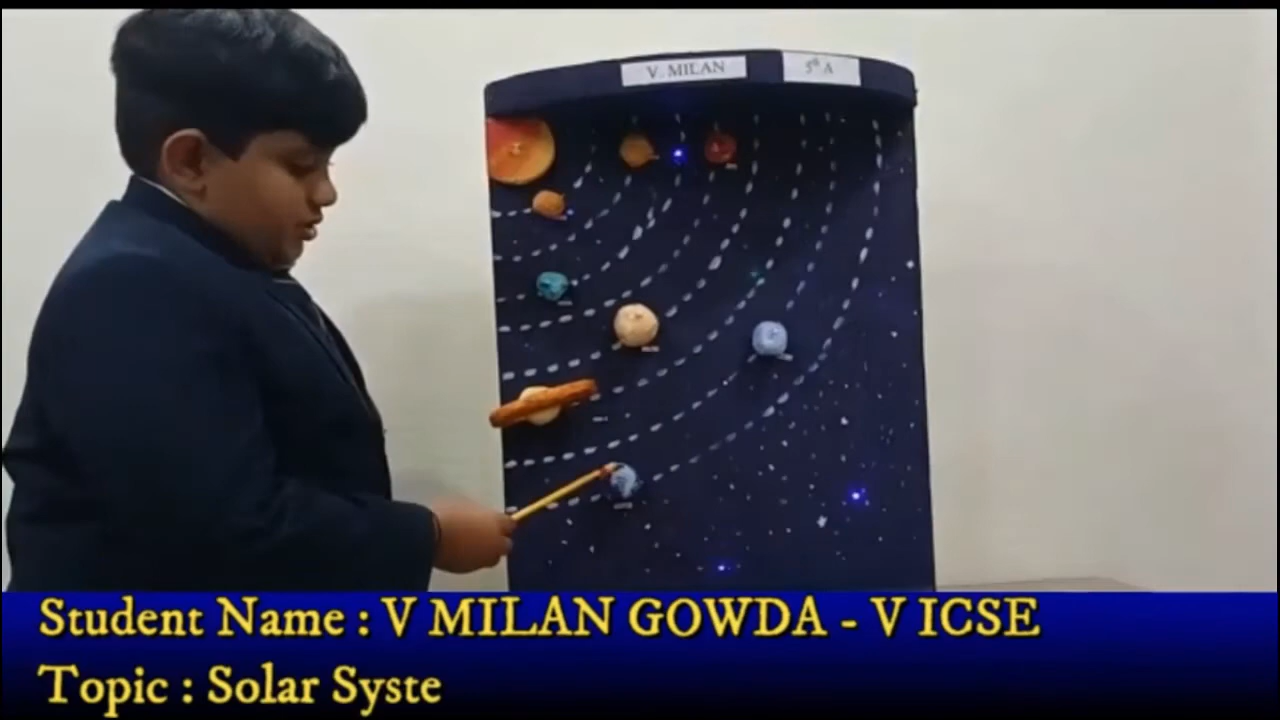 V. MILAN
5th A
Student Name : V MILAN GOWDA - V ICSE
Topic : Solar Syste